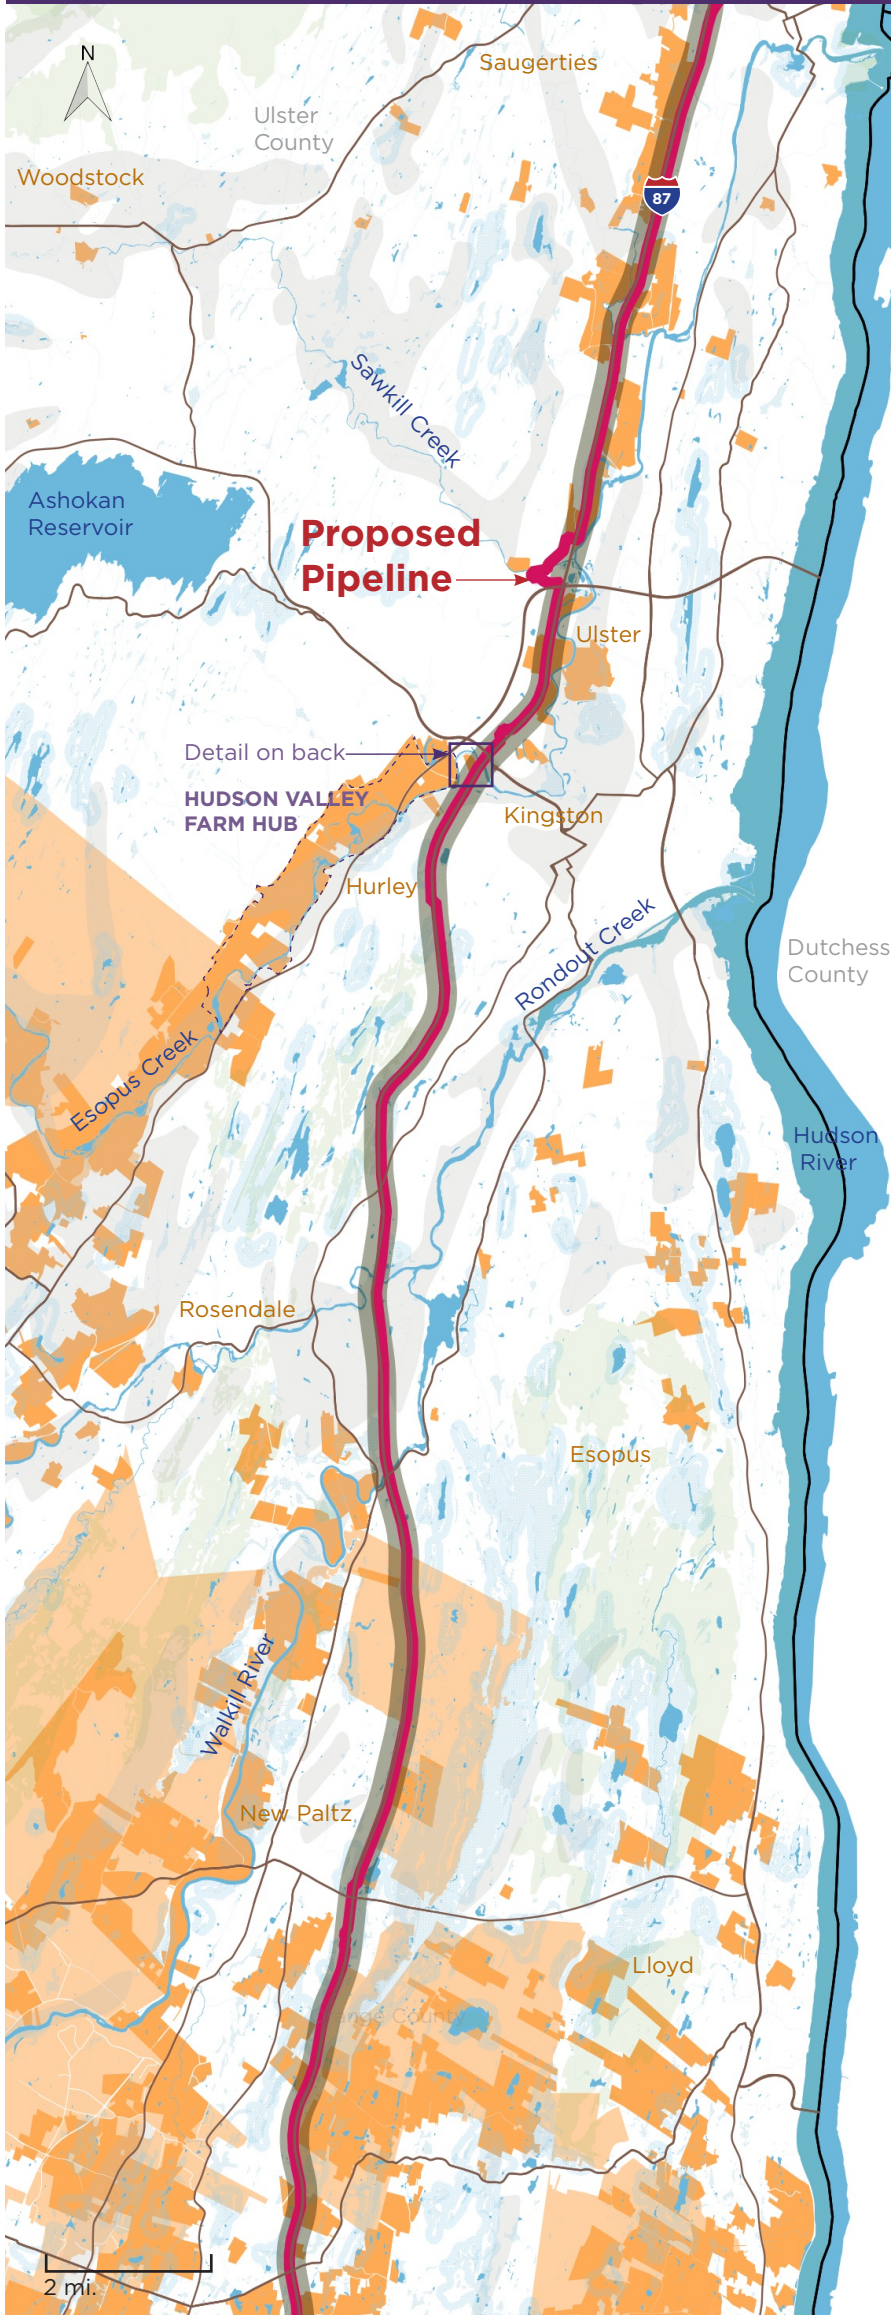 N
Saugerties
Ulster
County
Woodstock
87
Sawkill Creek
Ashokan
Reservoir
Proposed
Pipeline
Ulster
Detail on back
HUDSON VALLEY
FARM HUB
Kingston
Hurley
Rondout Creek
Dutchess
County
Esopus Creek
Hudson
River
Rosendale
Esopus
Walkill River
New Paltz
Lloyd
ange County
2 mi.